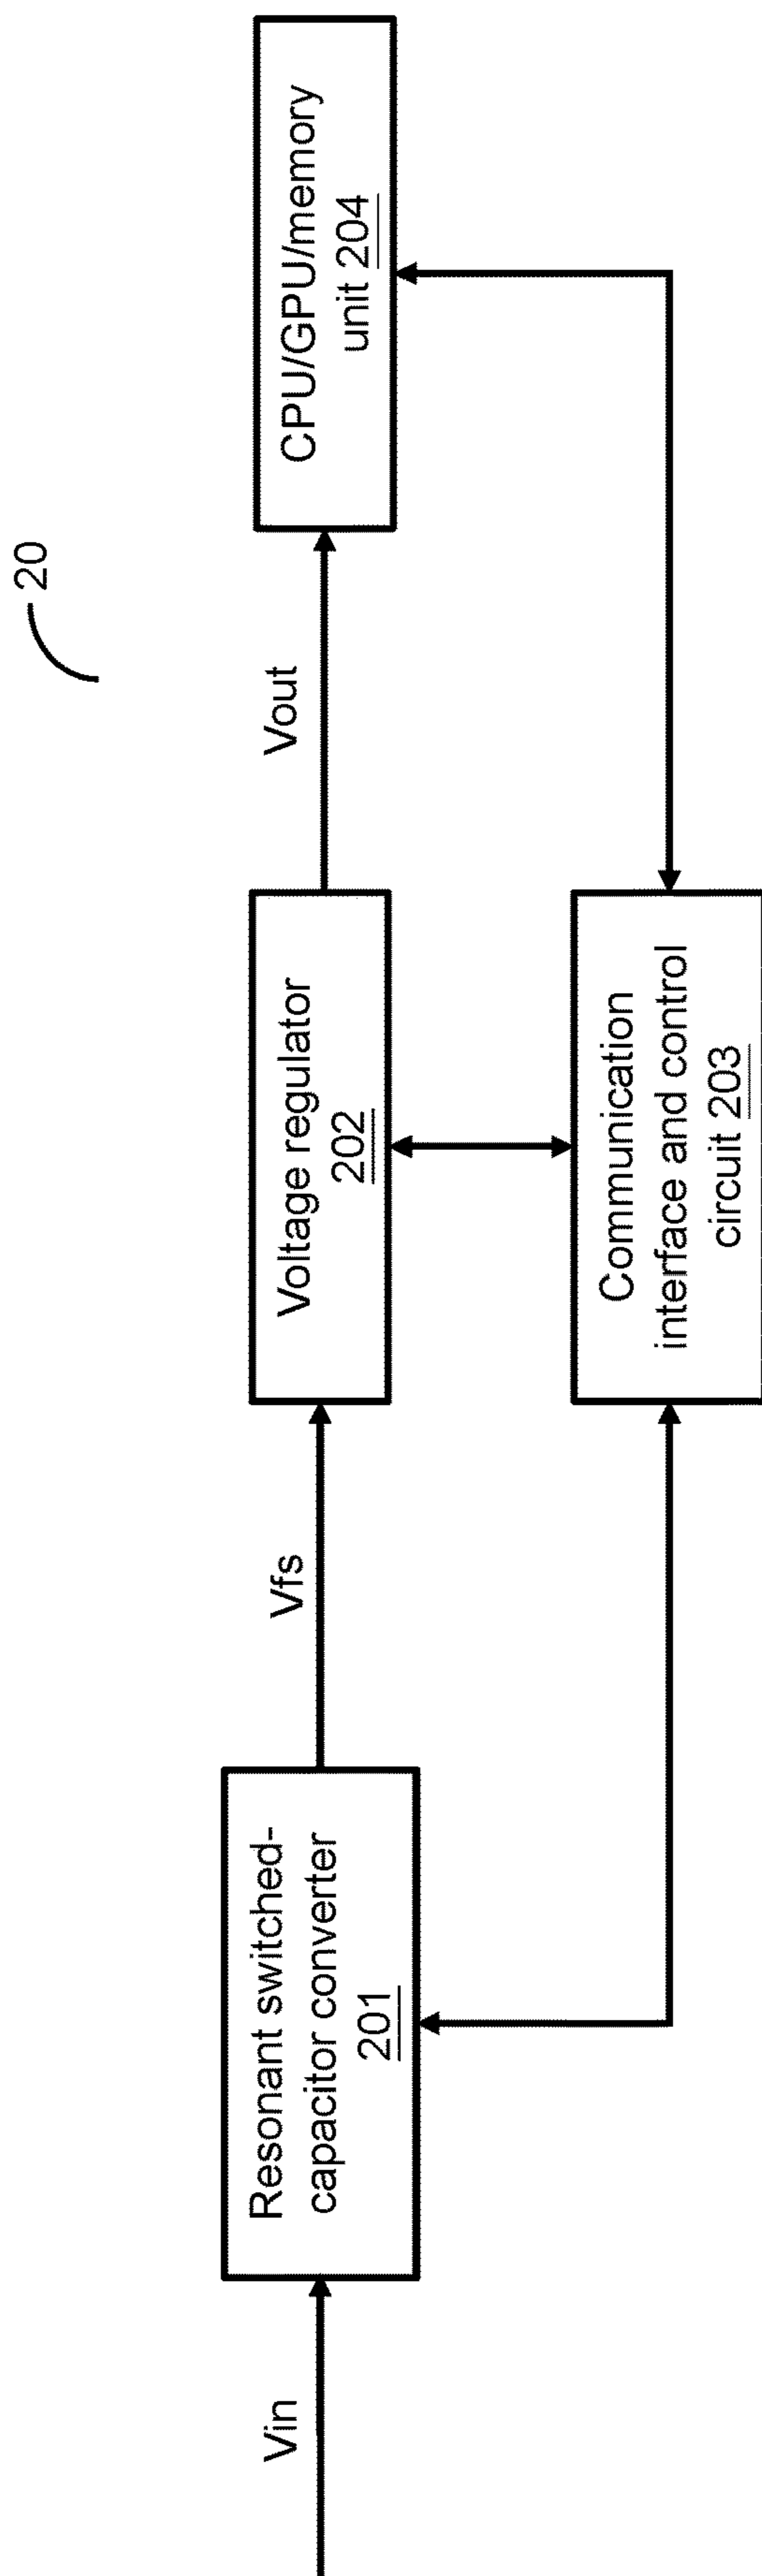 20
Vin
Resonant switched-
capacitor converter
201
Vfs
Voltage regulator
202
Vout
CPU/GPU/memory
unit 204
Communication
interface and control
circuit 203